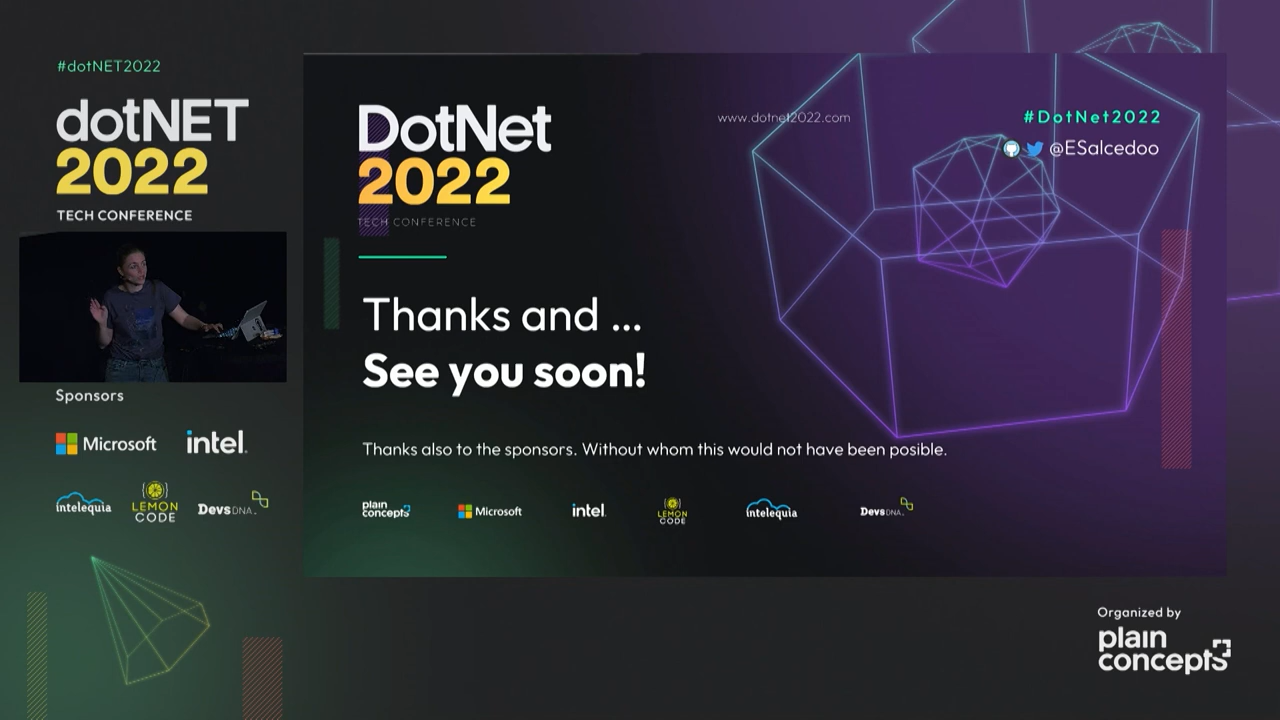 #dotNET2022
dotNET
2022
TECH CONFERENCE
Sponsors
Microsoft
intel.
intelequia
LEMON
CODE
DevsDNA.
DotNet
2022
TECH CONFERENCE
www.dotnet2022.com
#DotNet2022
@ESalcedoo
Thanks and ...
See you soon!
Thanks also to the sponsors. Without whom this would not have been posible.
plain
concepts
Microsoft
intel.
LEMON
CODE
intelequia
DevsDNA.
Organized by
plain
concepts